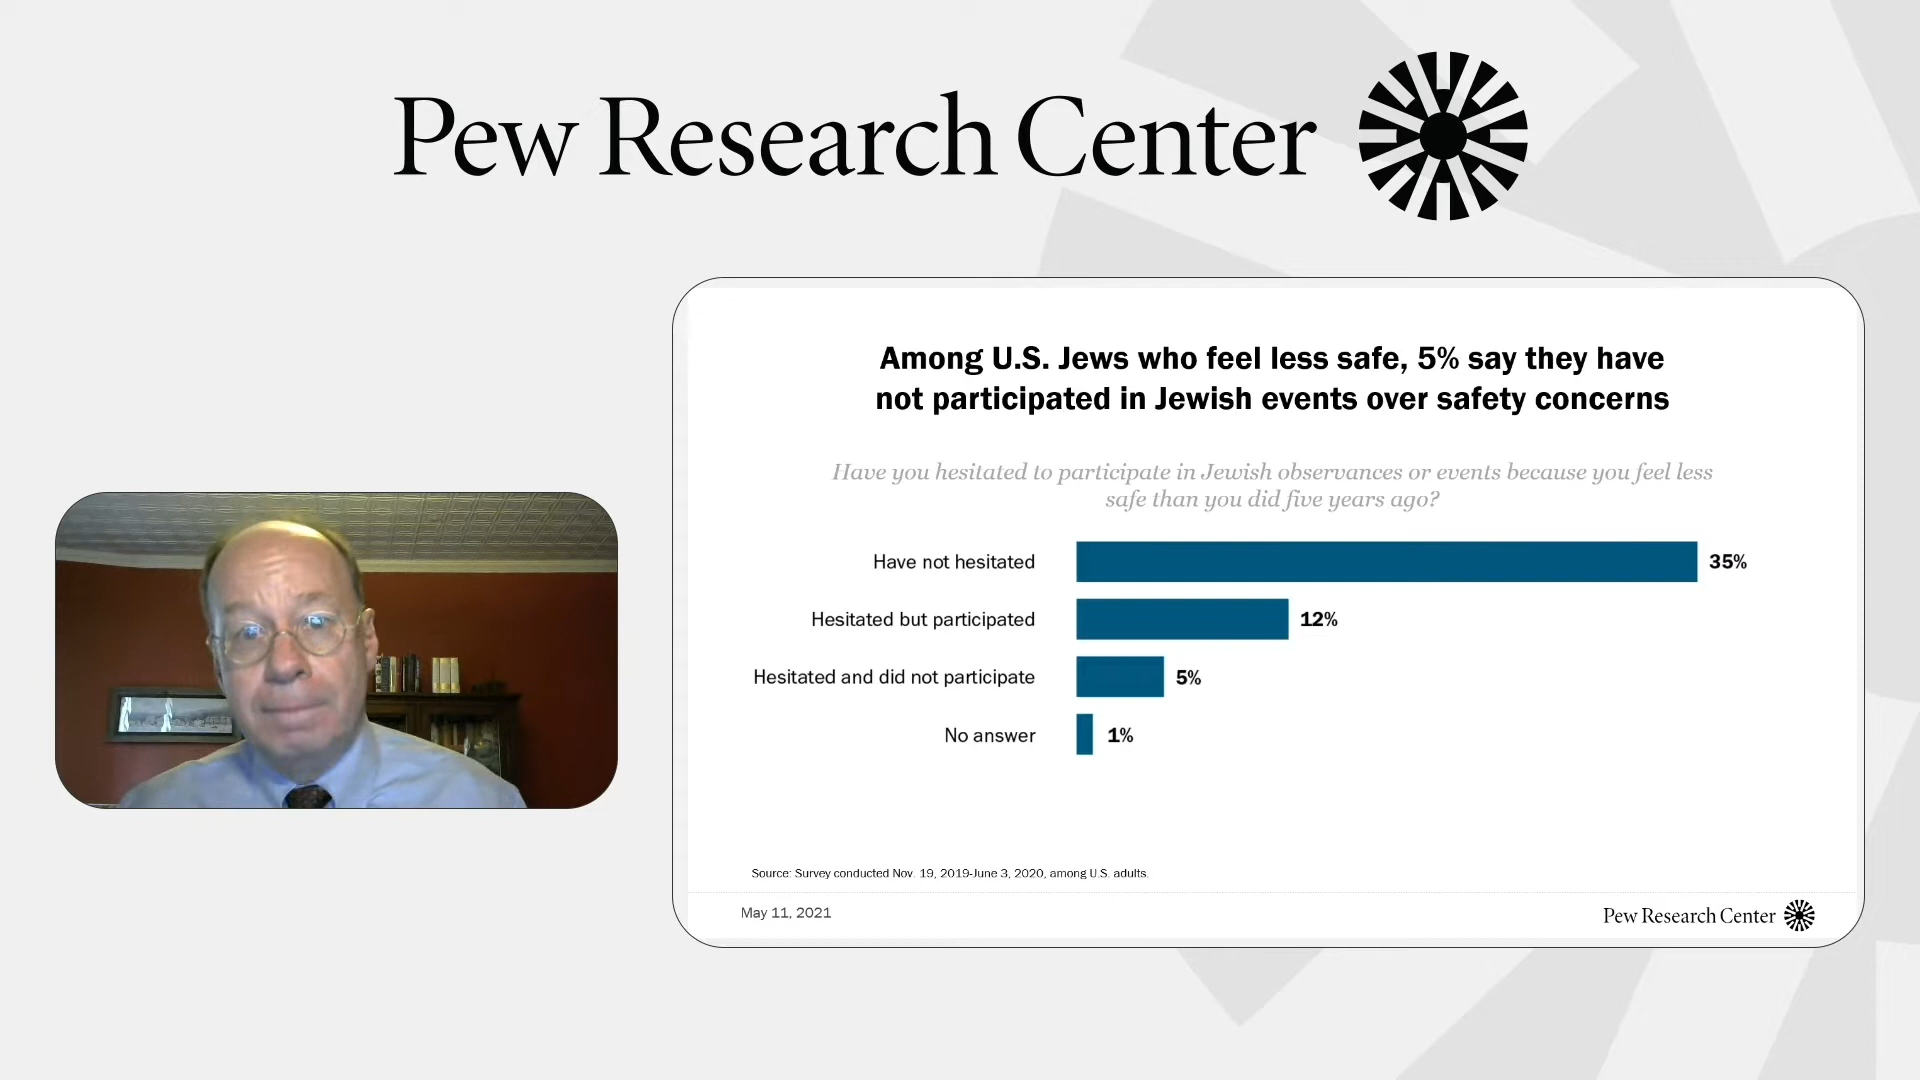 Pew Research Center
Among U.S. Jews who feel less safe, 5% say they have
not participated in Jewish events over safety concerns
Have you hesitated to participate in Jewish observances or events because you feel less
safe than you did five years ago?
Have not hesitated 35%
Hesitated but participated 12%
Hesitated and did not participate 5%
No answer 1%
Source: Survey conducted Nov. 19, 2019-June 3, 2020, among U.S. adults.
May 11, 2021
Pew Research Center